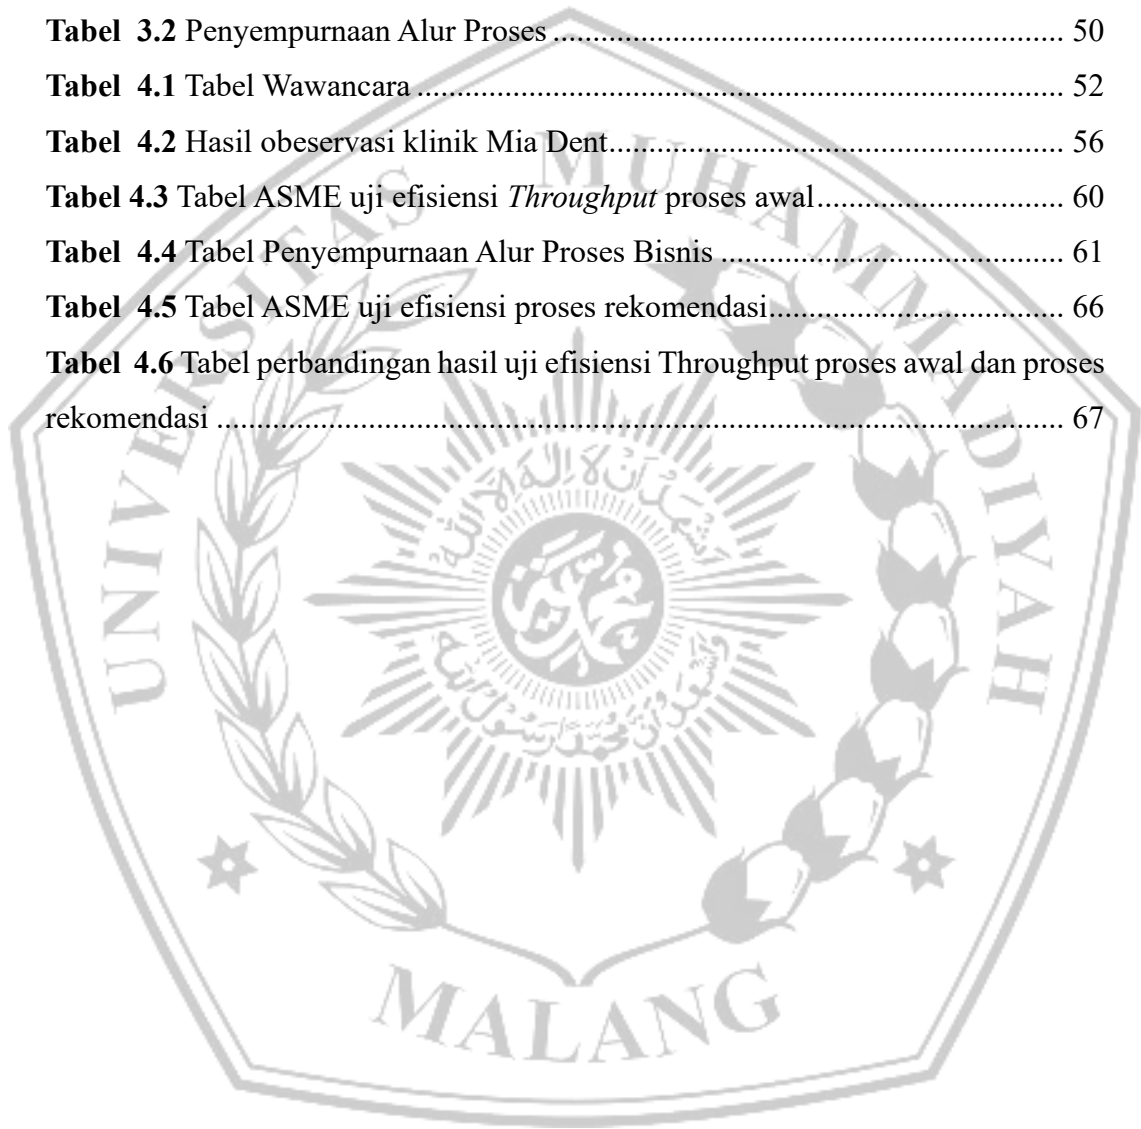 Tabel 3.2 Penyempurnaan Alur Proses ................................................................. 50
Tabel 4.1 Tabel Wawancara .................................................................................. 52
Tabel 4.2 Hasil obeservasi klinik Mia Dent.......................................................... 56
Tabel 4.3 Tabel ASME uji efisiensi Throughput proses awal............................... 60
Tabel 4.4 Tabel Penyempurnaan Alur Proses Bisnis ............................................ 61
Tabel 4.5 Tabel ASME uji efisiensi proses rekomendasi...................................... 66
Tabel 4.6 Tabel perbandingan hasil uji efisiensi Throughput proses awal dan proses
rekomendasi ........................................................................................................... 67
UNIVERSITAS MUHAMMADIYAH
MALANG